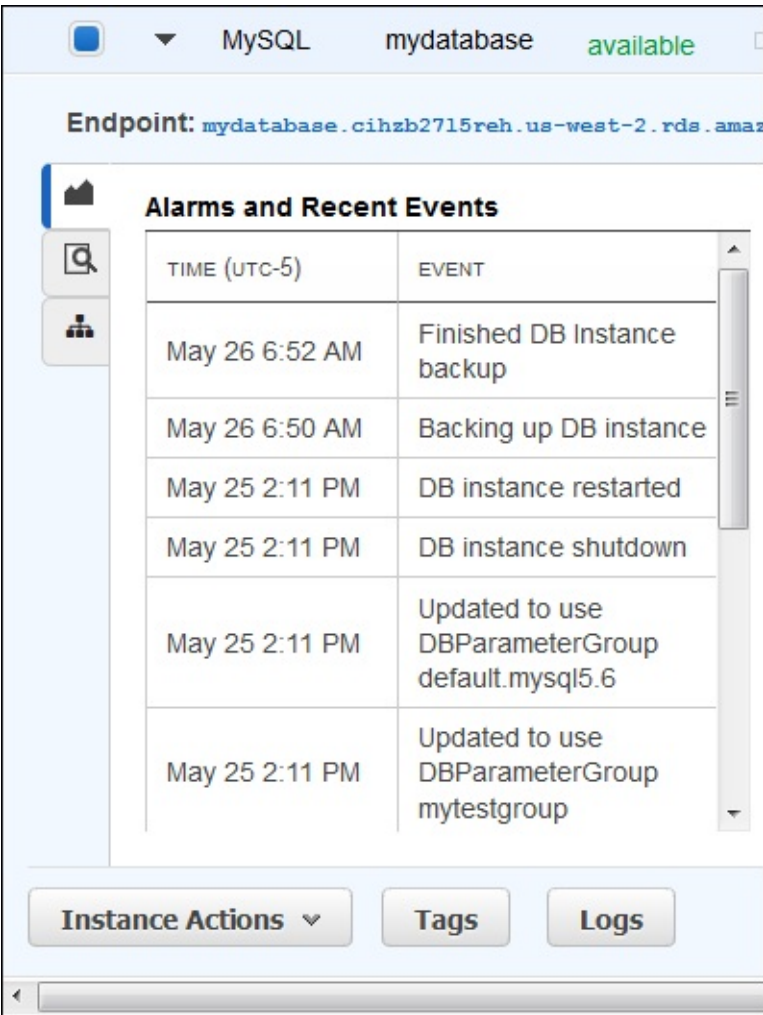 MySQL mydatabase available
Endpoint: mydatabase.cihzb27l5reh.us-west-2.rds.amaz
Alarms and Recent Events
TIME (UTC-5) EVENT
May 26 6:52 AM Finished DB Instance
backup
May 26 6:50 AM Backing up DB instance
May 25 2:11 PM DB instance restarted
May 25 2:11 PM DB instance shutdown
Updated to use
May 25 2:11 PM DBParameterGroup
default.mysql5.6
Updated to use
May 25 2:11 PM DBParameterGroup
mytestgroup
Instance Actions Tags Logs